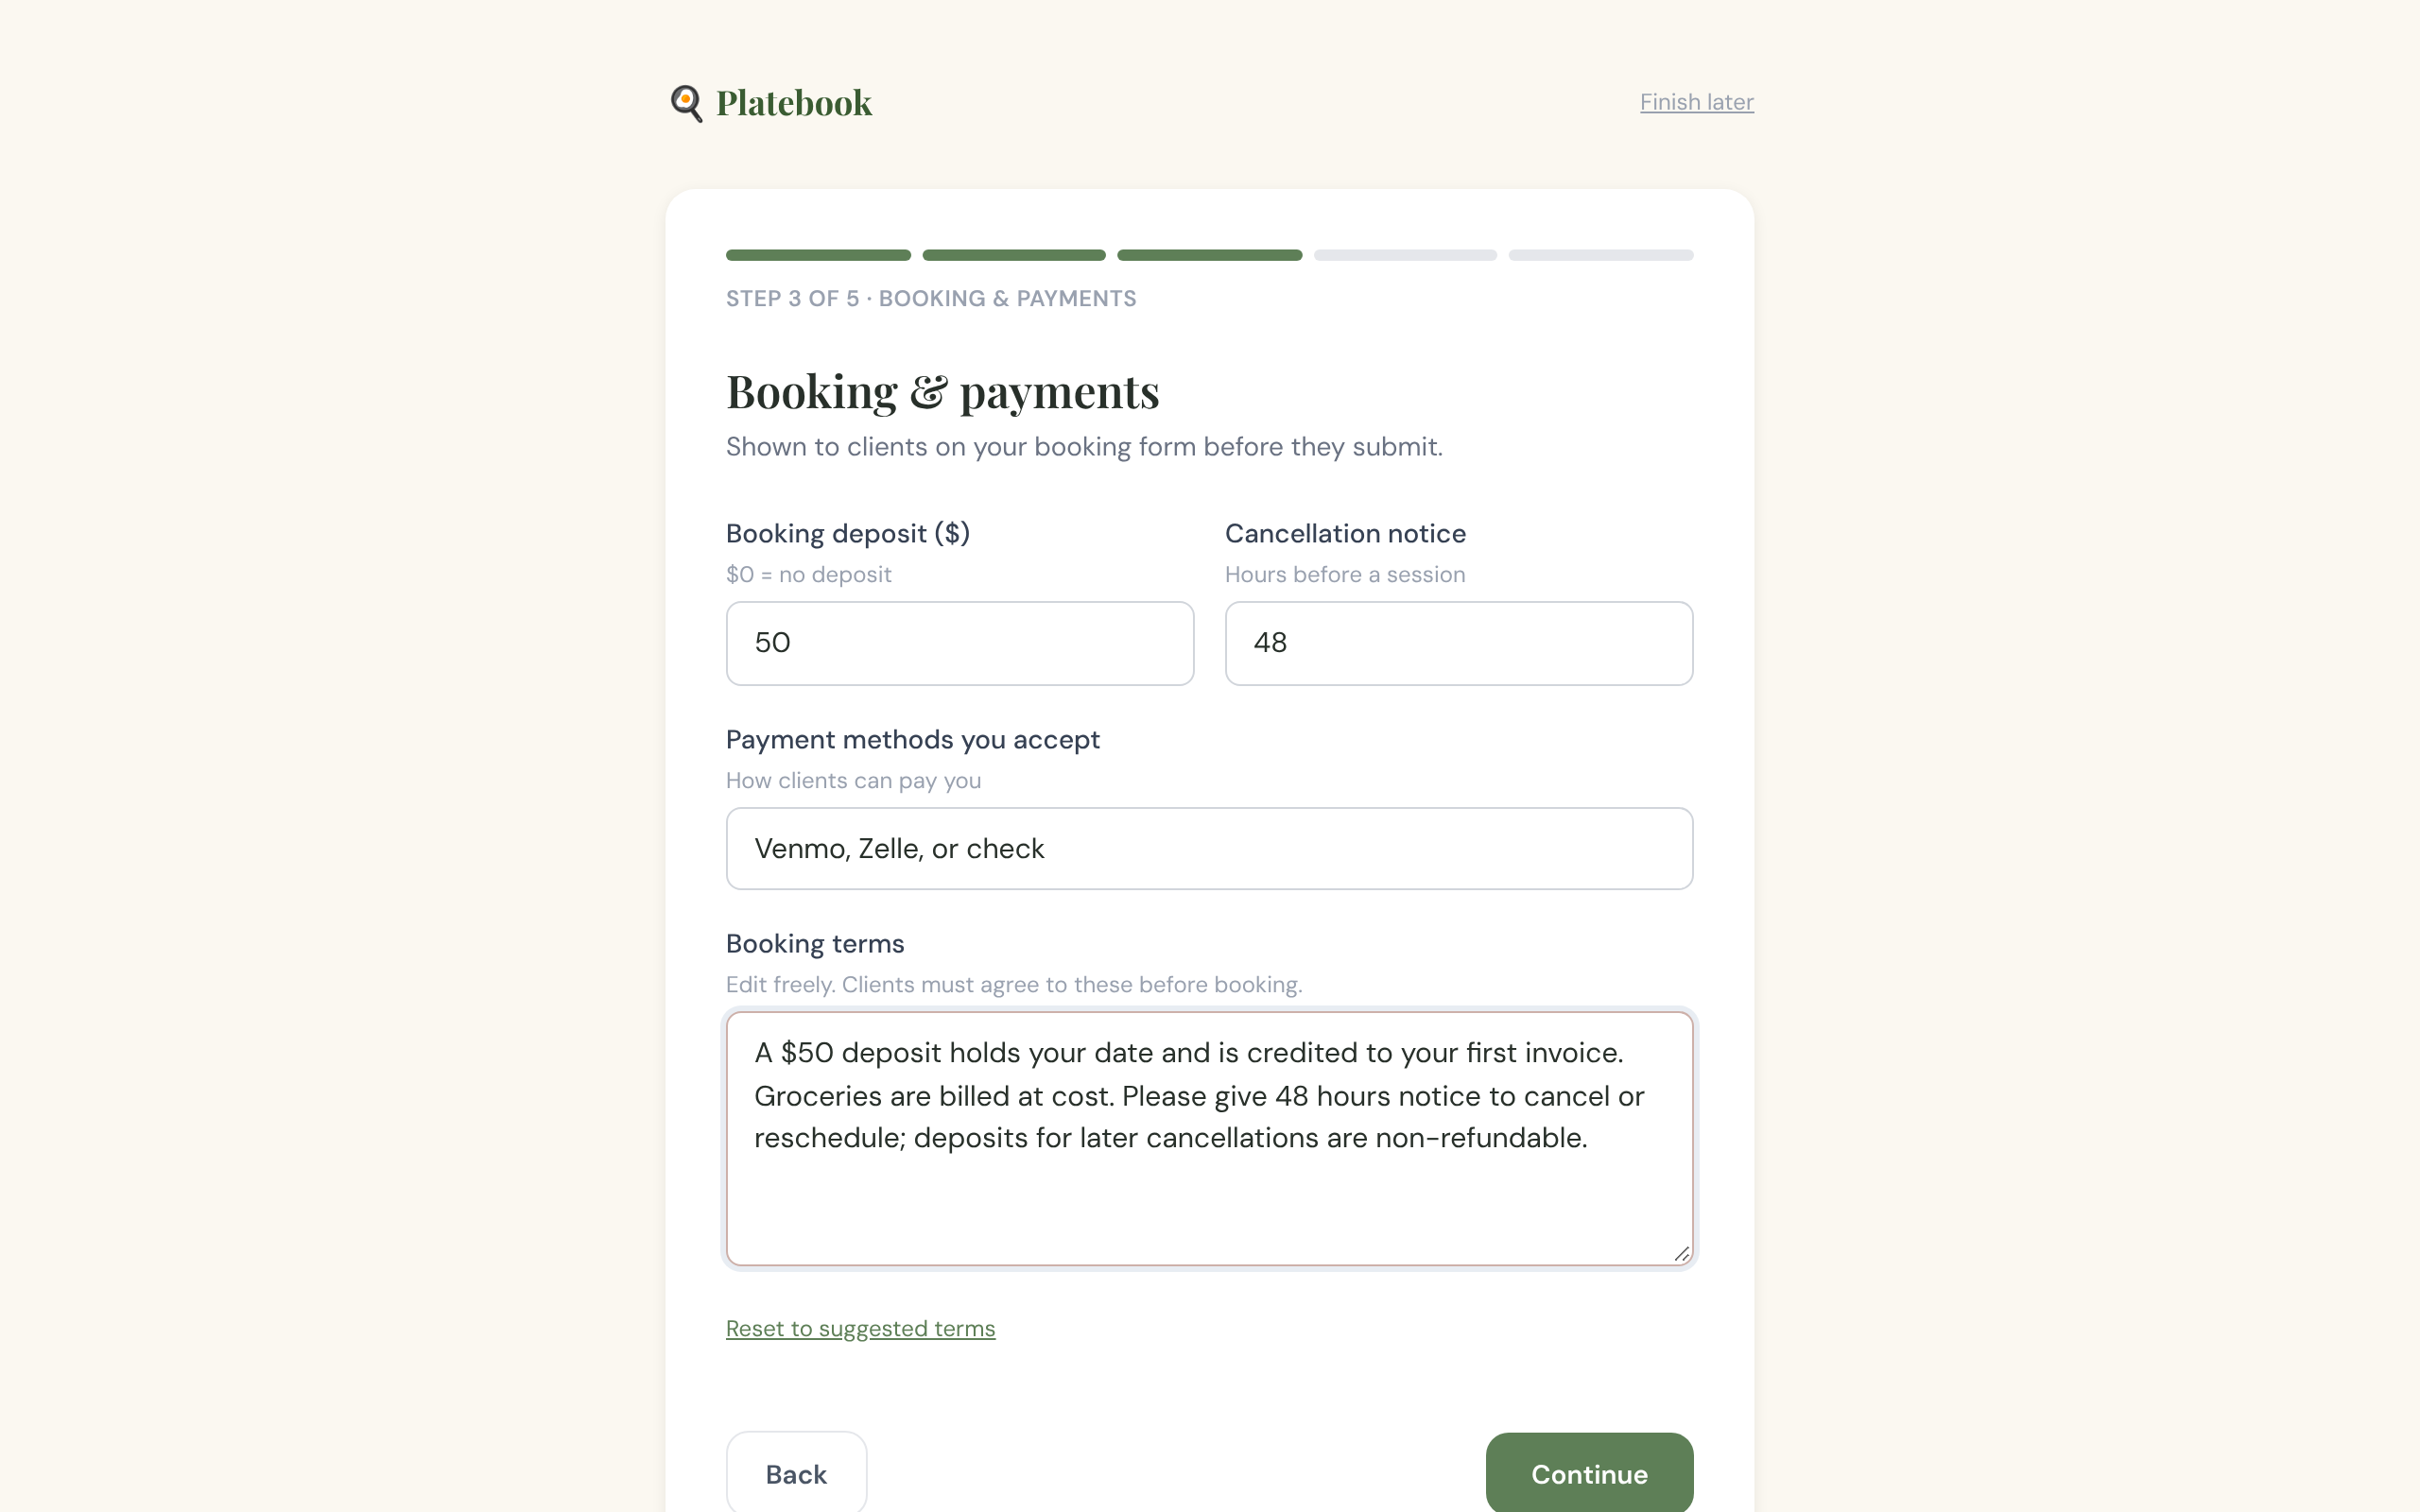 Platebook
Finish later
STEP 3 OF 5 · BOOKING & PAYMENTS
Booking & payments
Shown to clients on your booking form before they submit.
Booking deposit ($)
$0 = no deposit
50
Cancellation notice
Hours before a session
48
Payment methods you accept
How clients can pay you
Venmo, Zelle, or check
Booking terms
Edit freely. Clients must agree to these before booking.
A $50 deposit holds your date and is credited to your first invoice.
Groceries are billed at cost. Please give 48 hours notice to cancel or
reschedule; deposits for later cancellations are non-refundable.
Reset to suggested terms
Back
Continue